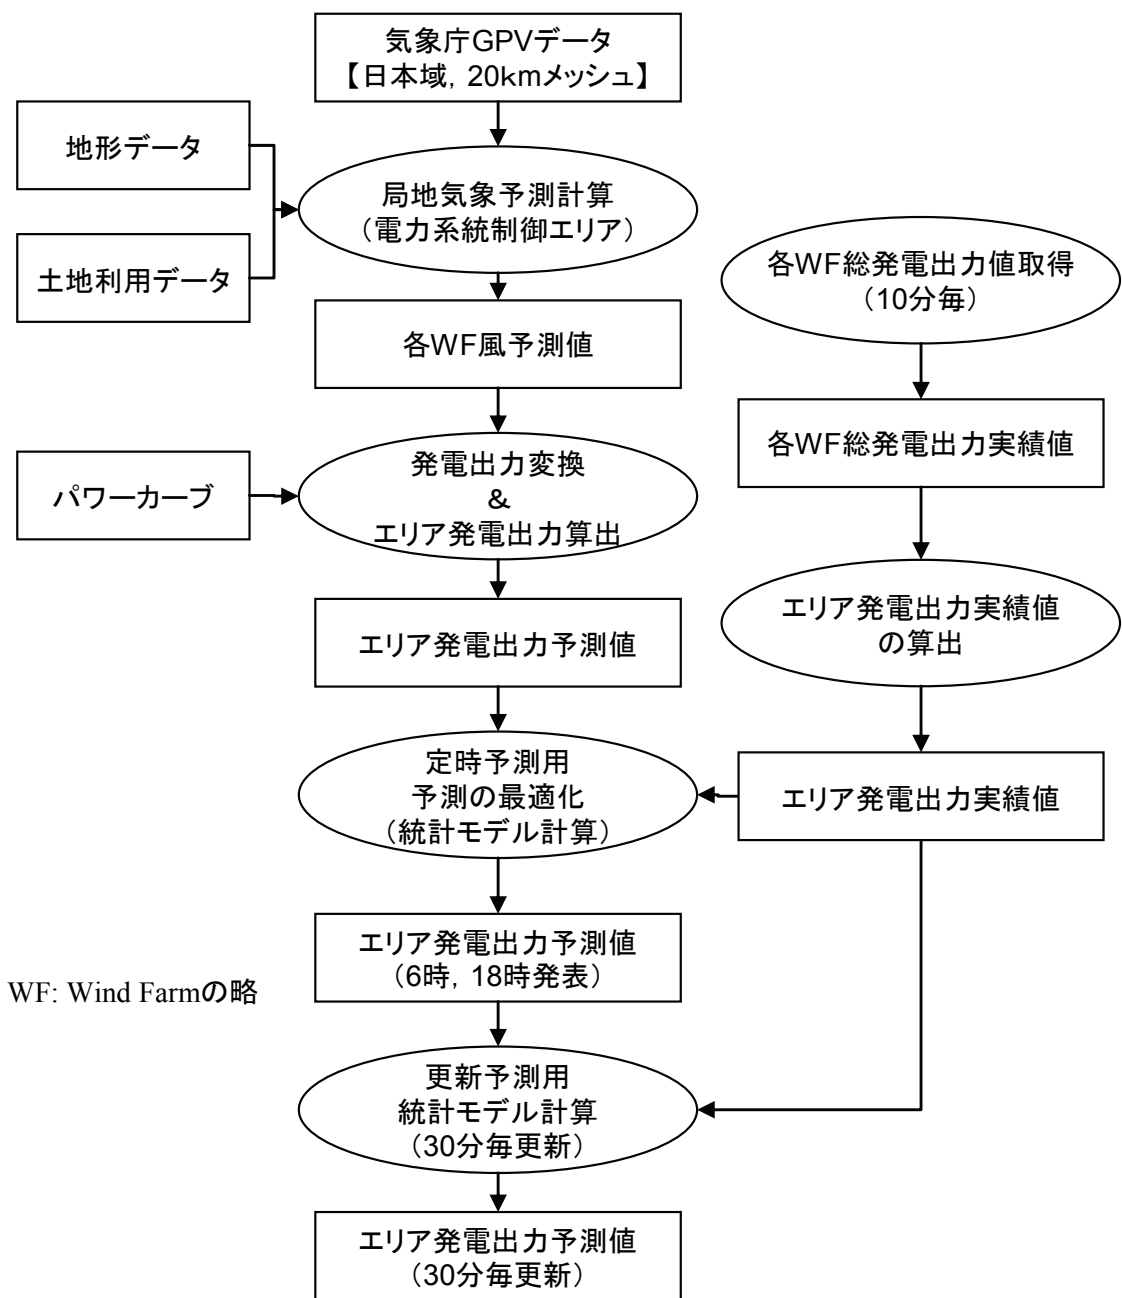 気象庁GPVデータ
【日本域，20kmメッシュ】
地形データ
土地利用データ
局地気象予測計算
（電力系統制御エリア）
各WF風予測値
パワーカーブ
発電出力変換
＆
エリア発電出力算出
エリア発電出力予測値
定時予測用
予測の最適化
（統計モデル計算）
エリア発電出力予測値
（6時，18時発表）
更新予測用
統計モデル計算
（30分毎更新）
エリア発電出力予測値
（30分毎更新）
各WF総発電出力値取得
（10分毎）
各WF総発電出力実績値
エリア発電出力実績値
の算出
エリア発電出力実績値
WF: Wind Farmの略